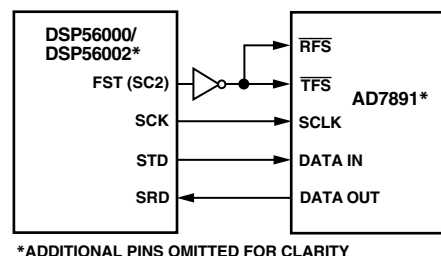 DSP56000/
DSP56002*
FST (SC2)
SCK
STD
SRD
RFS
TFS
AD7891*
SCLK
DATA IN
DATA OUT
*ADDITIONAL PINS OMITTED FOR CLARITY